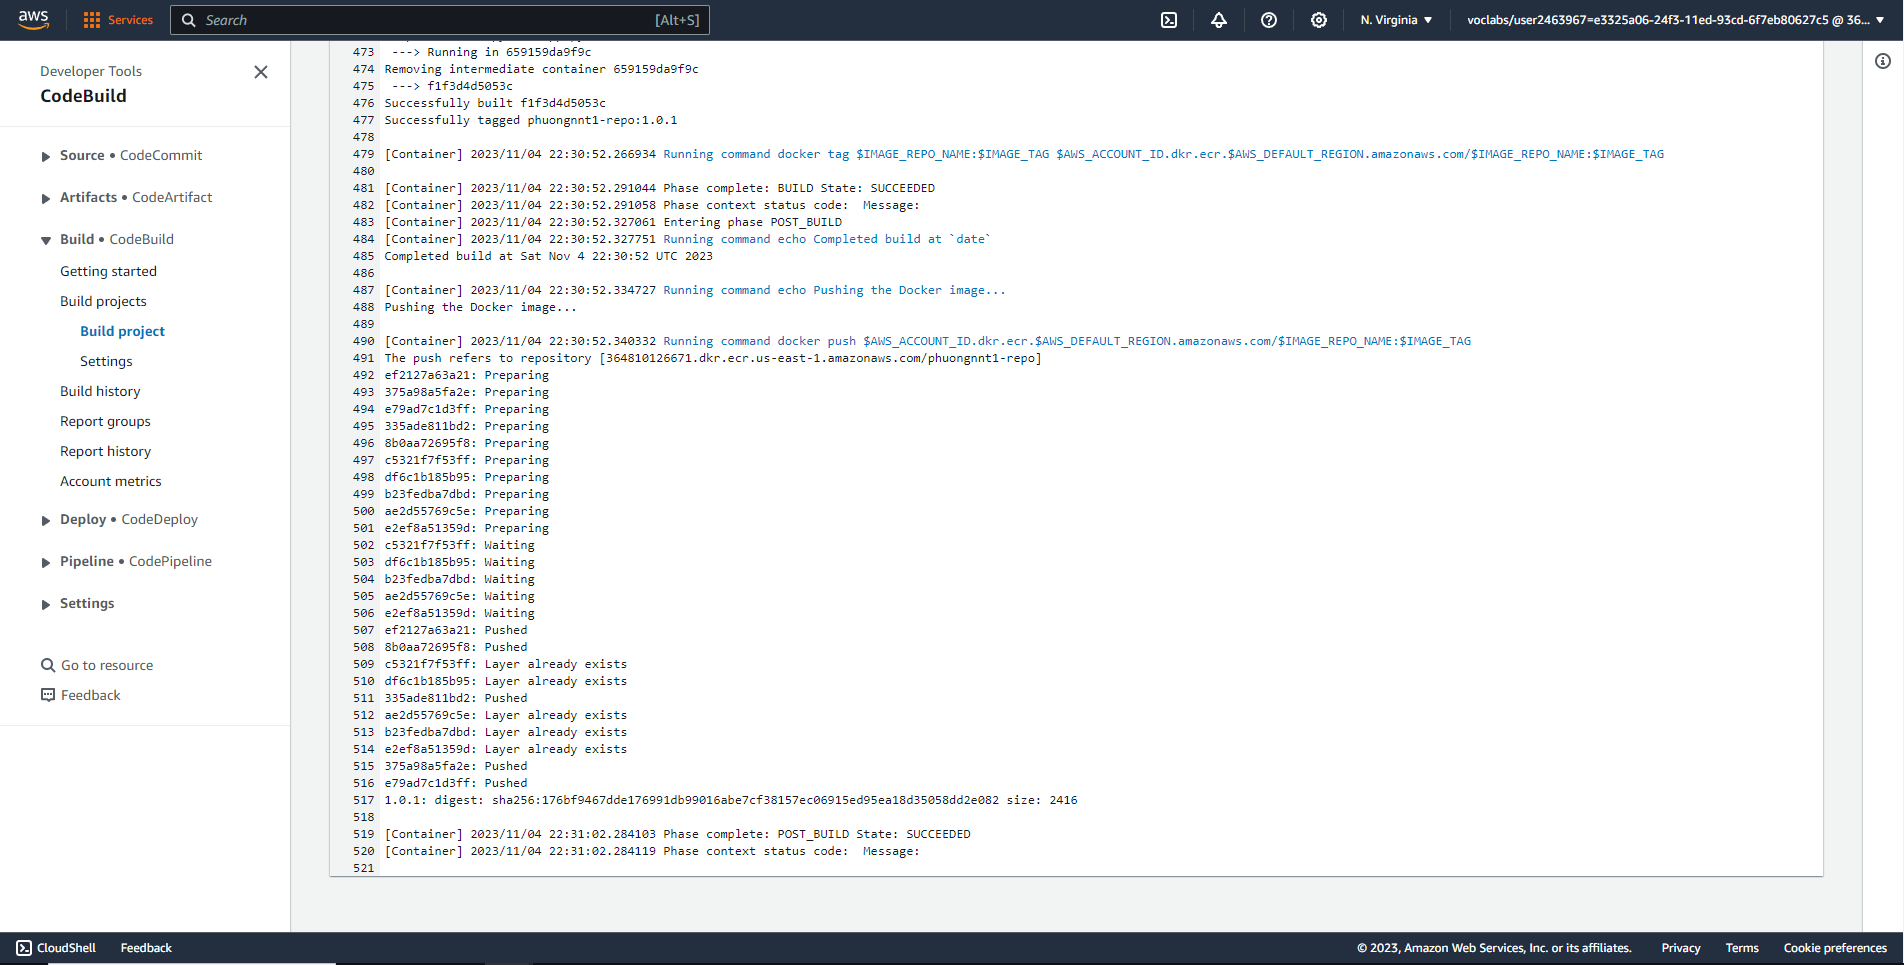 aws
Services
Search
[Alt+S]
N. Virginia
voclabs/user2463967=e3325a06-24f3-11ed-93cd-6f7eb80627c5 @ 36...
Developer Tools
CodeBuild
Source • CodeCommit
Artifacts • CodeArtifact
Build • CodeBuild
Getting started
Build projects
Build project
Settings
Build history
Report groups
Report history
Account metrics
Deploy • CodeDeploy
Pipeline • CodePipeline
Settings
Go to resource
Feedback
473 ---> Running in 659159da9f9c
474 Removing intermediate container 659159da9f9c
475 ---> f1f3d4d5053c
476 Successfully built f1f3d4d5053c
477 Successfully tagged phuongnnt1-repo:1.0.1
478
479 [Container] 2023/11/04 22:30:52.266934 Running command docker tag $IMAGE_REPO_NAME:$IMAGE_TAG $AWS_ACCOUNT_ID.dkr.ecr.$AWS_DEFAULT_REGION.amazonaws.com/$IMAGE_REPO_NAME:$IMAGE_TAG
480
481 [Container] 2023/11/04 22:30:52.291044 Phase complete: BUILD State: SUCCEEDED
482 [Container] 2023/11/04 22:30:52.291058 Phase context status code:  Message:
483 [Container] 2023/11/04 22:30:52.327061 Entering phase POST_BUILD
484 [Container] 2023/11/04 22:30:52.327751 Running command echo Completed build at `date`
485 Completed build at Sat Nov 4 22:30:52 UTC 2023
486
487 [Container] 2023/11/04 22:30:52.334727 Running command echo Pushing the Docker image...
488 Pushing the Docker image...
489
490 [Container] 2023/11/04 22:30:52.340332 Running command docker push $AWS_ACCOUNT_ID.dkr.ecr.$AWS_DEFAULT_REGION.amazonaws.com/$IMAGE_REPO_NAME:$IMAGE_TAG
491 The push refers to repository [364810126671.dkr.ecr.us-east-1.amazonaws.com/phuongnnt1-repo]
492 ef2127a63a21: Preparing
493 375a98a5fa2e: Preparing
494 e79ad7c1d3ff: Preparing
495 335ade811bd2: Preparing
496 8b0aa72695f8: Preparing
497 c5321f7f53ff: Preparing
498 df6c1b185b95: Preparing
499 b23fedba7dbd: Preparing
500 ae2d55769c5e: Preparing
501 e2ef8a51359d: Preparing
502 c5321f7f53ff: Waiting
503 df6c1b185b95: Waiting
504 b23fedba7dbd: Waiting
505 ae2d55769c5e: Waiting
506 e2ef8a51359d: Waiting
507 ef2127a63a21: Pushed
508 8b0aa72695f8: Pushed
509 c5321f7f53ff: Layer already exists
510 df6c1b185b95: Layer already exists
511 335ade811bd2: Pushed
512 ae2d55769c5e: Layer already exists
513 b23fedba7dbd: Layer already exists
514 e2ef8a51359d: Layer already exists
515 375a98a5fa2e: Pushed
516 e79ad7c1d3ff: Pushed
517 1.0.1: digest: sha256:176bf9467dde176991db99016abe7cf38157ec06915ed95ea18d35058dd2e082 size: 2416
518
519 [Container] 2023/11/04 22:31:02.284103 Phase complete: POST_BUILD State: SUCCEEDED
520 [Container] 2023/11/04 22:31:02.284119 Phase context status code:  Message:
521
CloudShell
Feedback
© 2023, Amazon Web Services, Inc. or its affiliates.
Privacy
Terms
Cookie preferences